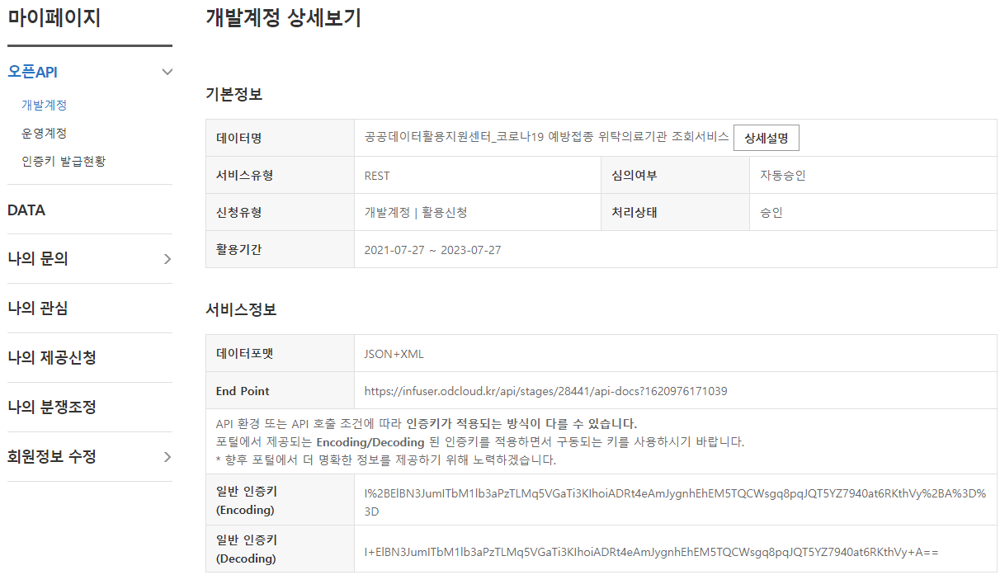 마이페이지
오픈API
개발계정
운영계정
인증키 발급현황
DATA
나의 문의
나의 관심
나의 제공신청
나의 분쟁조정
회원정보 수정
개발계정 상세보기
기본정보
데이터명 공공데이터활용지원센터_코로나19 예방접종 위탁의료기관 조회서비스 상세설명
서비스유형 REST 심의여부 자동승인
신청유형 개발계정 | 활용신청 처리상태 승인
활용기간 2021-07-27 ~ 2023-07-27
서비스정보
데이터포맷 JSON+XML
End Point https://infuser.odcloud.kr/api/stages/28441/api-docs?1620976171039
API 환경 또는 API 호출 조건에 따라 인증키가 적용되는 방식이 다를 수 있습니다.
포털에서 제공되는 Encoding/Decoding 된 인증키를 적용하면서 구동되는 키를 사용하시기 바랍니다.
* 향후 포털에서 더 명확한 정보를 제공하기 위해 노력하겠습니다.
일반 인증키
(Encoding)
I%2BElBN3JumITbM1lb3aPzTLMq5VGaTi3KIhoiADRt4eAmJygnhEhEM5TQCWsgq8pqJQT5YZ7940at6RKthVy%2BA%3D%
3D
일반 인증키
(Decoding)
I+ElBN3JumITbM1lb3aPzTLMq5VGaTi3KIhoiADRt4eAmJygnhEhEM5TQCWsgq8pqJQT5YZ7940at6RKthVy+A==